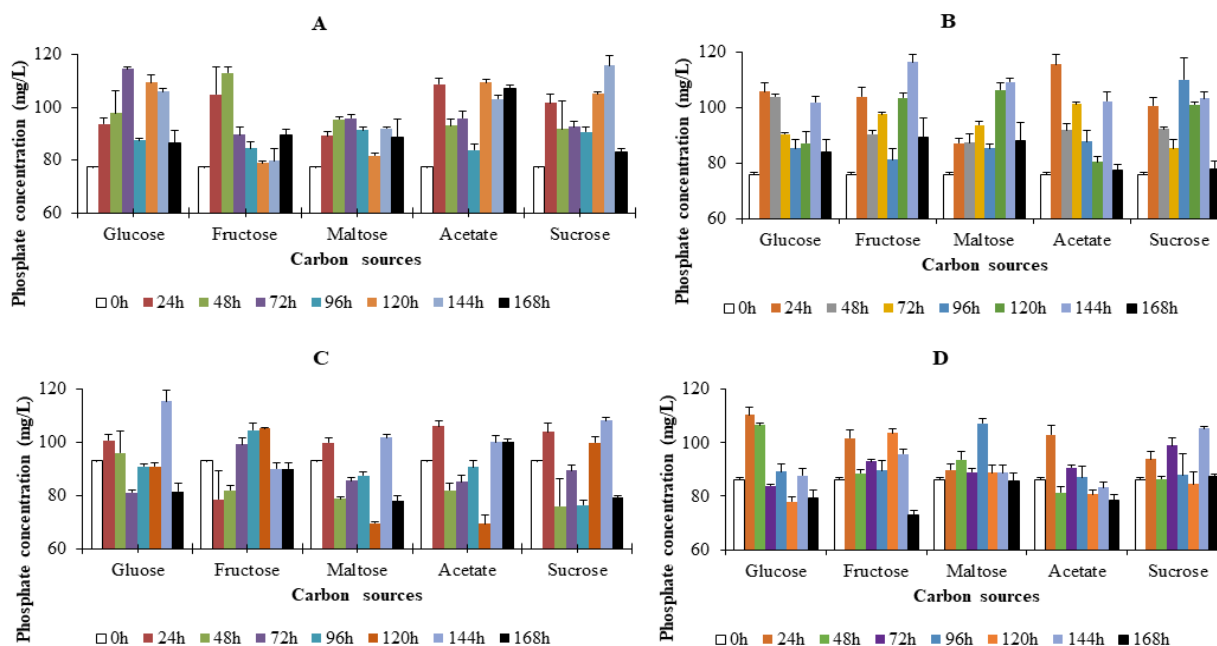 A
Phosphate concentration (mg/L)
120
100
80
60
Glucose Fructose Maltose Acetate Sucrose
Carbon sources
0h 24h 48h 72h 96h 120h 144h 168h
B
Phosphate concentration (mg/L)
120
100
80
60
Glucose Fructose Maltose Acetate Sucrose
Carbon sources
0h 24h 48h 72h 96h 120h 144h 168h
C
Phosphate concentration (mg/L)
120
100
80
60
Gluose Fructose Maltose Acetate Sucrose
Carbon sources
0h 24h 48h 72h 96h 120h 144h 168h
D
Phosphate concentration (mg/L)
120
100
80
60
Glucose Fructose Maltose Acetate Sucrose
Carbon sources
0h 24h 48h 72h 96h 120h 144h 168h